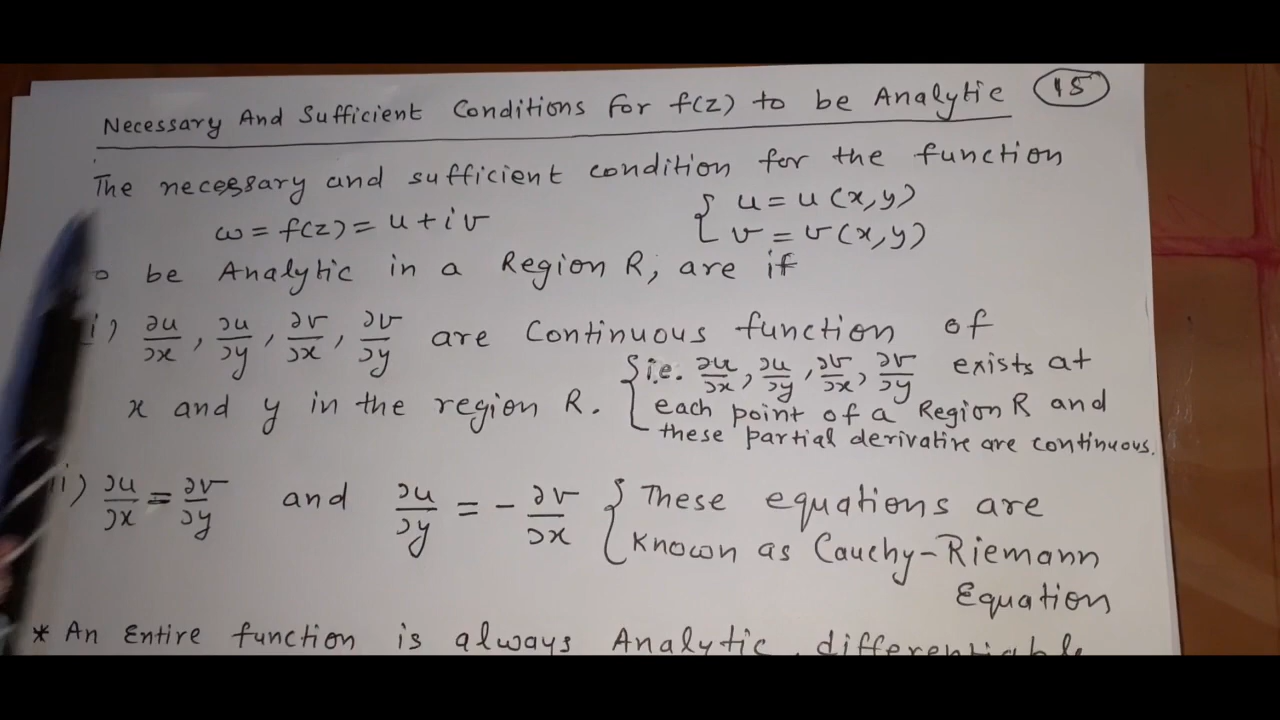 Necessary And Sufficient Conditions for f(z) to be Analytic 15
The necessary and sufficient condition for the function
ω = f(z) = u + i v { u = u (x, y)
v = v (x, y)
be Analytic in a Region R, are if
i) ∂u/∂x , ∂u/∂y , ∂v/∂x , ∂v/∂y are Continuous function of
x and y in the region R. { i.e. ∂u/∂x , ∂u/∂y , ∂v/∂x , ∂v/∂y exists at
each point of a Region R and
these partial derivative are continuous.
i) ∂u/∂x = ∂v/∂y and ∂u/∂y = - ∂v/∂x { These equations are
known as Cauchy-Riemann
Equation
* An Entire function is always Analytic, differentiable